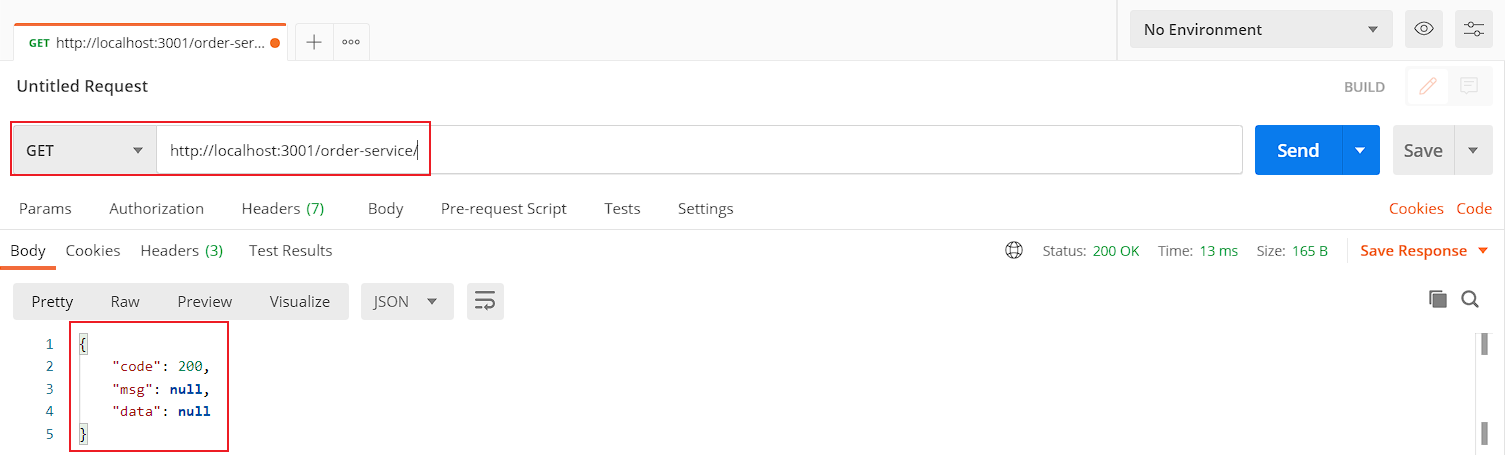 GET http://localhost:3001/order-ser...
No Environment
Untitled Request
BUILD
GET http://localhost:3001/order-service/
Send
Save
Params Authorization Headers (7) Body Pre-request Script Tests Settings Cookies Code
Body Cookies Headers (3) Test Results Status: 200 OK Time: 13 ms Size: 165 B Save Response
Pretty Raw Preview Visualize JSON
1 {
2 "code": 200,
3 "msg": null,
4 "data": null
5 }